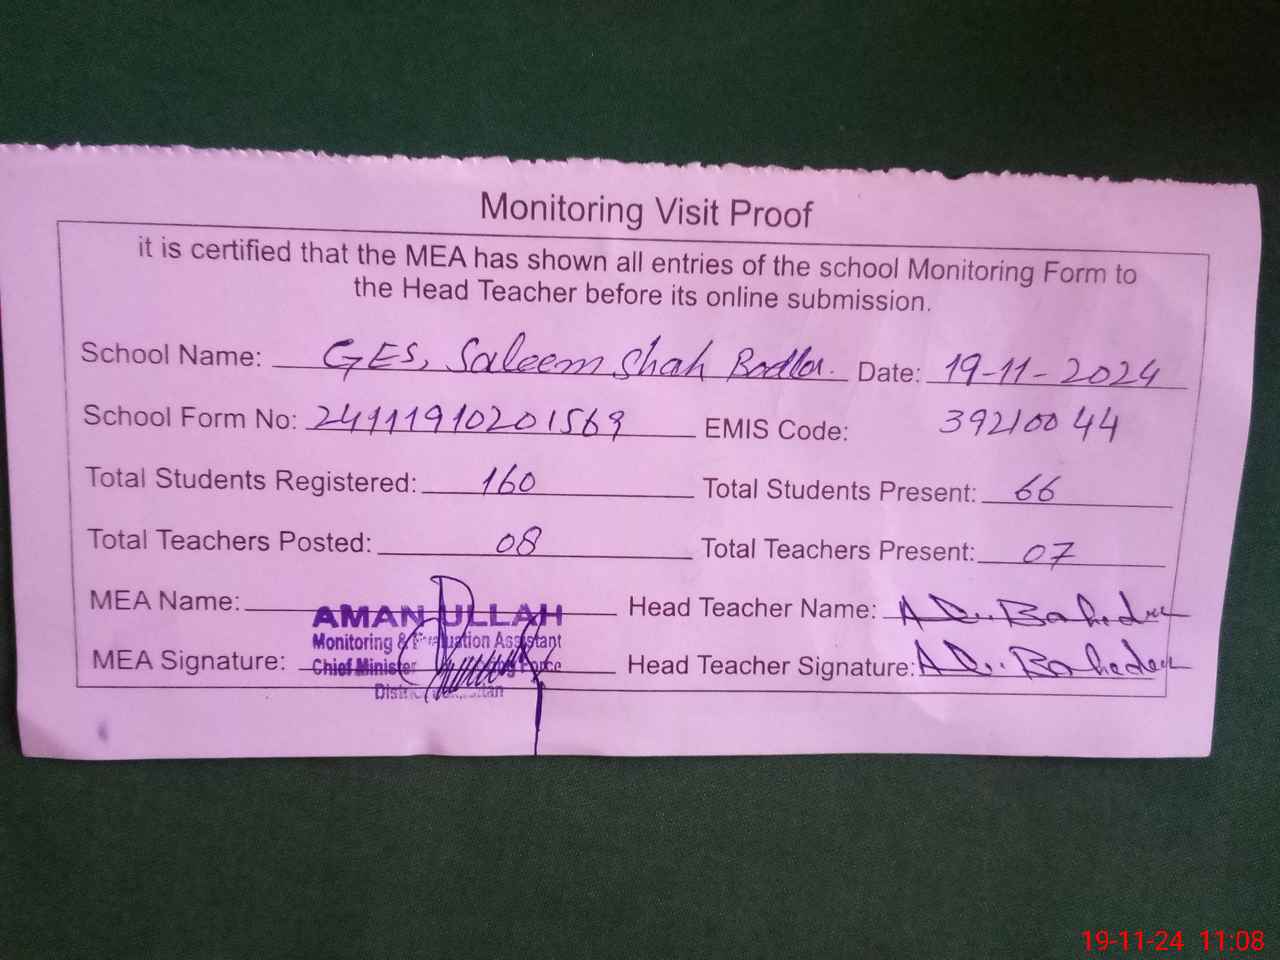 Monitoring Visit Proof
it is certified that the MEA has shown all entries of the school Monitoring Form to
the Head Teacher before its online submission.
School Name: GES, Saleem Shah Bodla. Date: 19-11-2024
School Form No: 24111910201569 EMIS Code: 39210044
Total Students Registered: 160 Total Students Present: 66
Total Teachers Posted: 08 Total Teachers Present: 07
MEA Name: AMAN ULLAH Head Teacher Name:
Monitoring & Evaluation Assistant
MEA Signature: Chief Minister Head Teacher Signature:
District
19-11-24 11:08